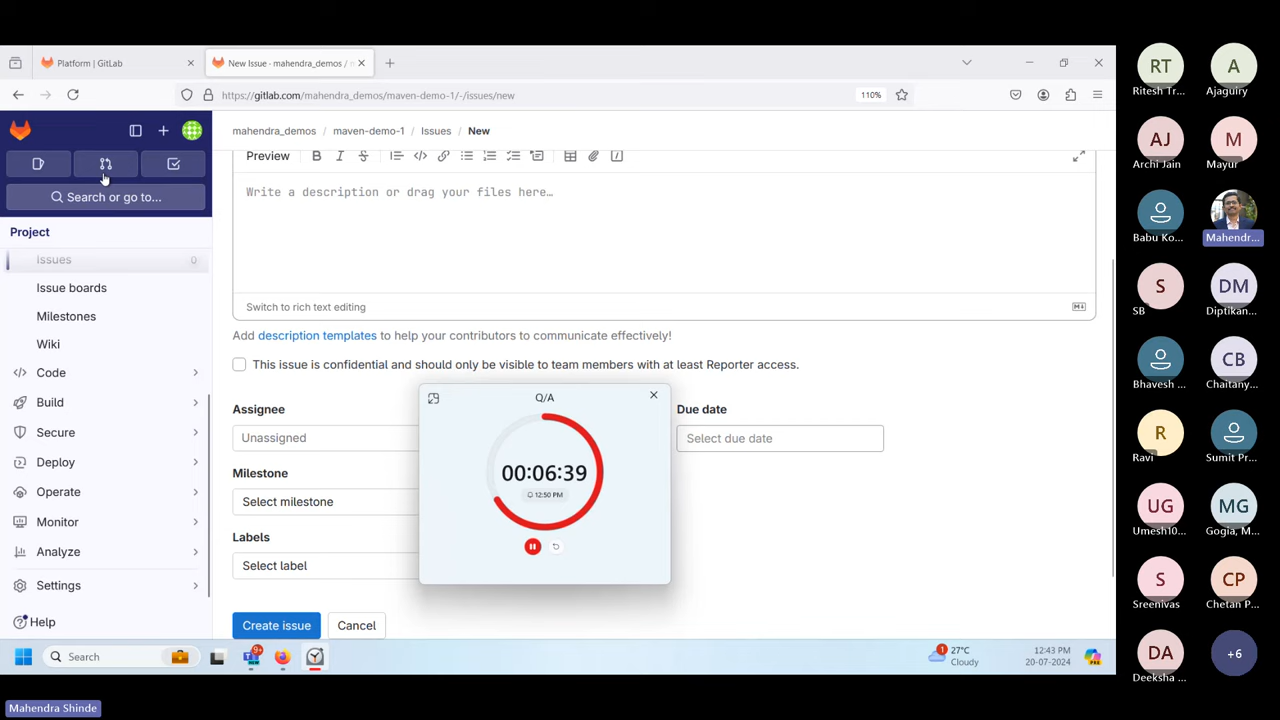 Platform | GitLab
New Issue · mahendra_demos / m
https://gitlab.com/mahendra_demos/maven-demo-1/-/issues/new
110%
mahendra_demos / maven-demo-1 / Issues / New
Search or go to...
Project
Issues 0
Issue boards
Milestones
Wiki
Code
Build
Secure
Deploy
Operate
Monitor
Analyze
Settings
Help
Preview
Write a description or drag your files here…
Switch to rich text editing
Add description templates to help your contributors to communicate effectively!
This issue is confidential and should only be visible to team members with at least Reporter access.
Assignee
Unassigned
Due date
Select due date
Milestone
Select milestone
Labels
Select label
Create issue
Cancel
Q/A
00:06:39
12:50 PM
Search
9+
1
27°C
Cloudy
12:43 PM
20-07-2024
RT
Ritesh Tr...
A
Ajaguiry
AJ
Archi Jain
M
Mayur
Babu Ko...
Mahendr...
S
SB
DM
Diptikan...
Bhavesh ...
CB
Chaitany...
R
Ravi
Sumit Pr...
UG
Umesh10...
MG
Gogia, M...
S
Sreenivas
CP
Chetan P...
DA
Deeksha ...
+6
Mahendra Shinde